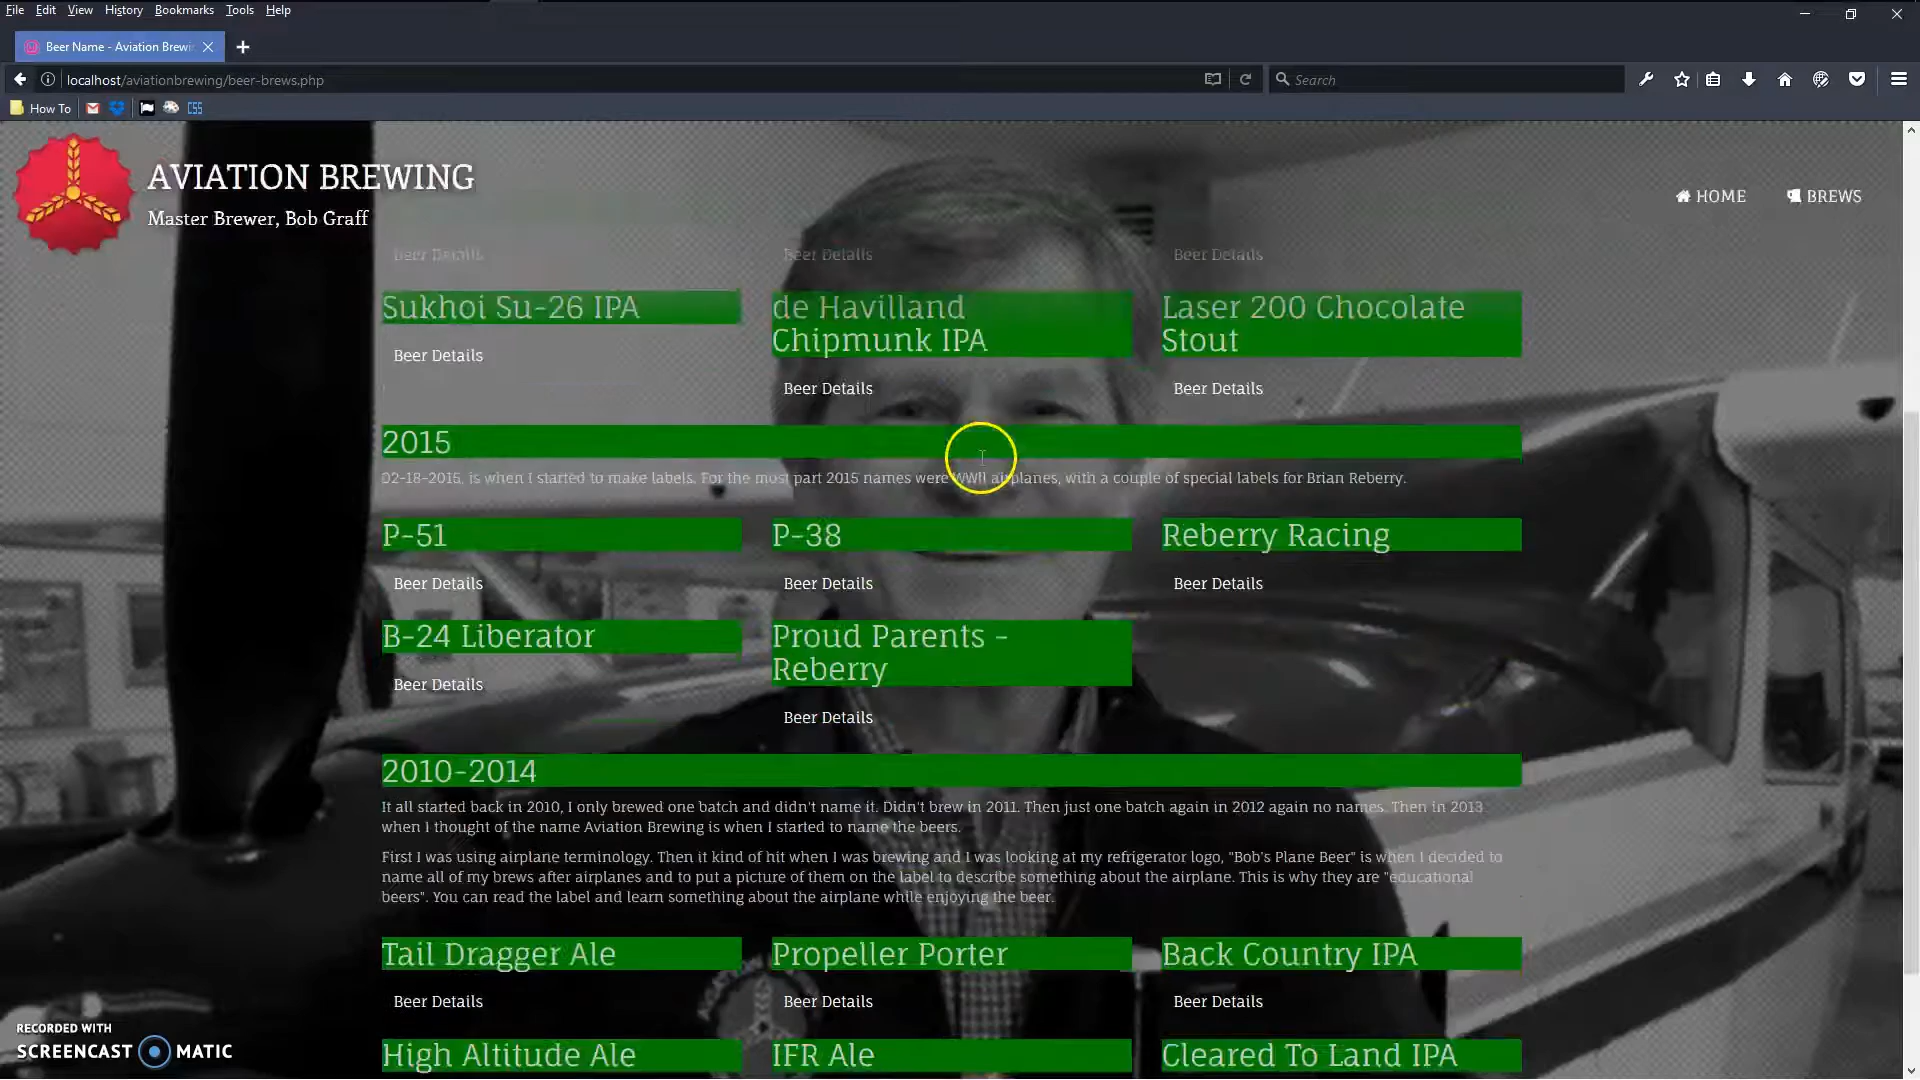 File Edit View History Bookmarks Tools Help
Beer Name - Aviation Brewi
localhost/aviationbrewing/beer-brews.php
Search
How To
CSS
AVIATION BREWING
Master Brewer, Bob Graff
HOME BREWS
Beer Details Beer Details Beer Details
Sukhoi Su-26 IPA
de Havilland
Chipmunk IPA
Laser 200 Chocolate
Stout
Beer Details
Beer Details Beer Details
2015
02-18-2015, is when I started to make labels. For the most part 2015 names were WWII airplanes, with a couple of special labels for Brian Reberry.
P-51 P-38 Reberry Racing
Beer Details Beer Details Beer Details
B-24 Liberator
Proud Parents -
Reberry
Beer Details
Beer Details
2010-2014
It all started back in 2010, I only brewed one batch and didn't name it. Didn't brew in 2011. Then just one batch again in 2012 again no names. Then in 2013
when I thought of the name Aviation Brewing is when I started to name the beers.
First I was using airplane terminology. Then it kind of hit when I was brewing and I was looking at my refrigerator logo, "Bob's Plane Beer" is when I decided to
name all of my brews after airplanes and to put a picture of them on the label to describe something about the airplane. This is why they are "educational
beers". You can read the label and learn something about the airplane while enjoying the beer.
Tail Dragger Ale Propeller Porter Back Country IPA
Beer Details Beer Details Beer Details
High Altitude Ale IFR Ale Cleared To Land IPA
RECORDED WITH
SCREENCAST MATIC